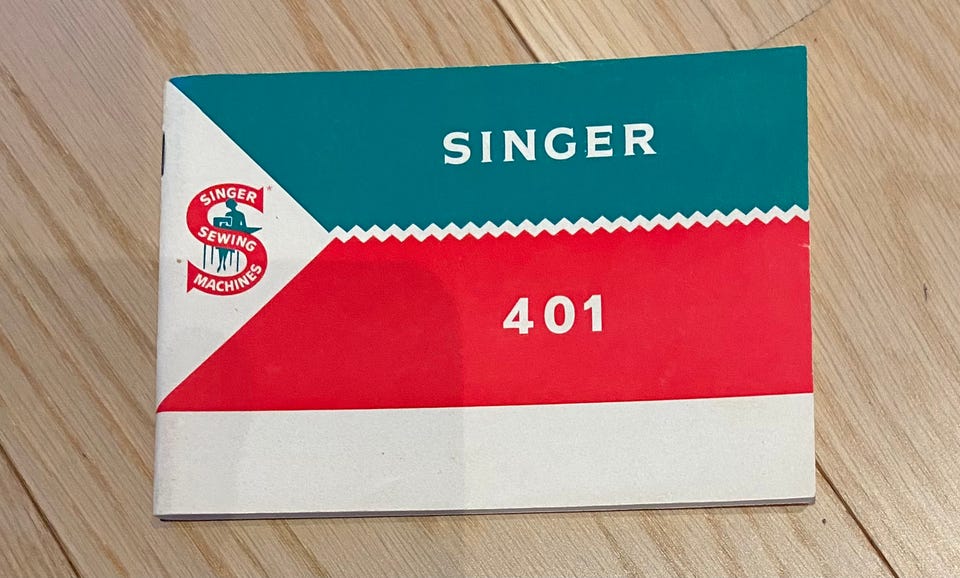 SINGER
401
SINGER
SEWING
MACHINES